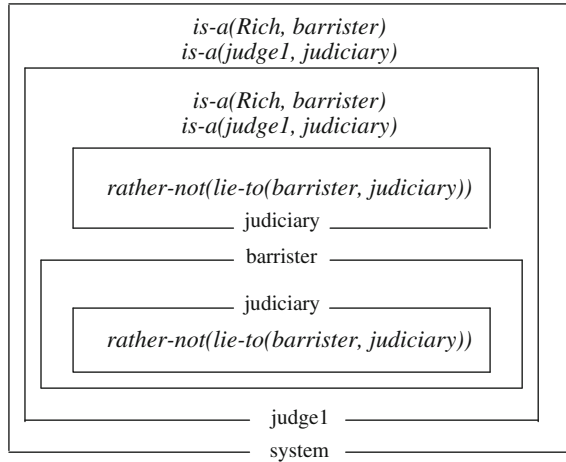 is-a(Rich, barrister)
is-a(judge1, judiciary)
is-a(Rich, barrister)
is-a(judge1, judiciary)
rather-not(lie-to(barrister, judiciary))
judiciary
barrister
judiciary
rather-not(lie-to(barrister, judiciary))
judge1
system